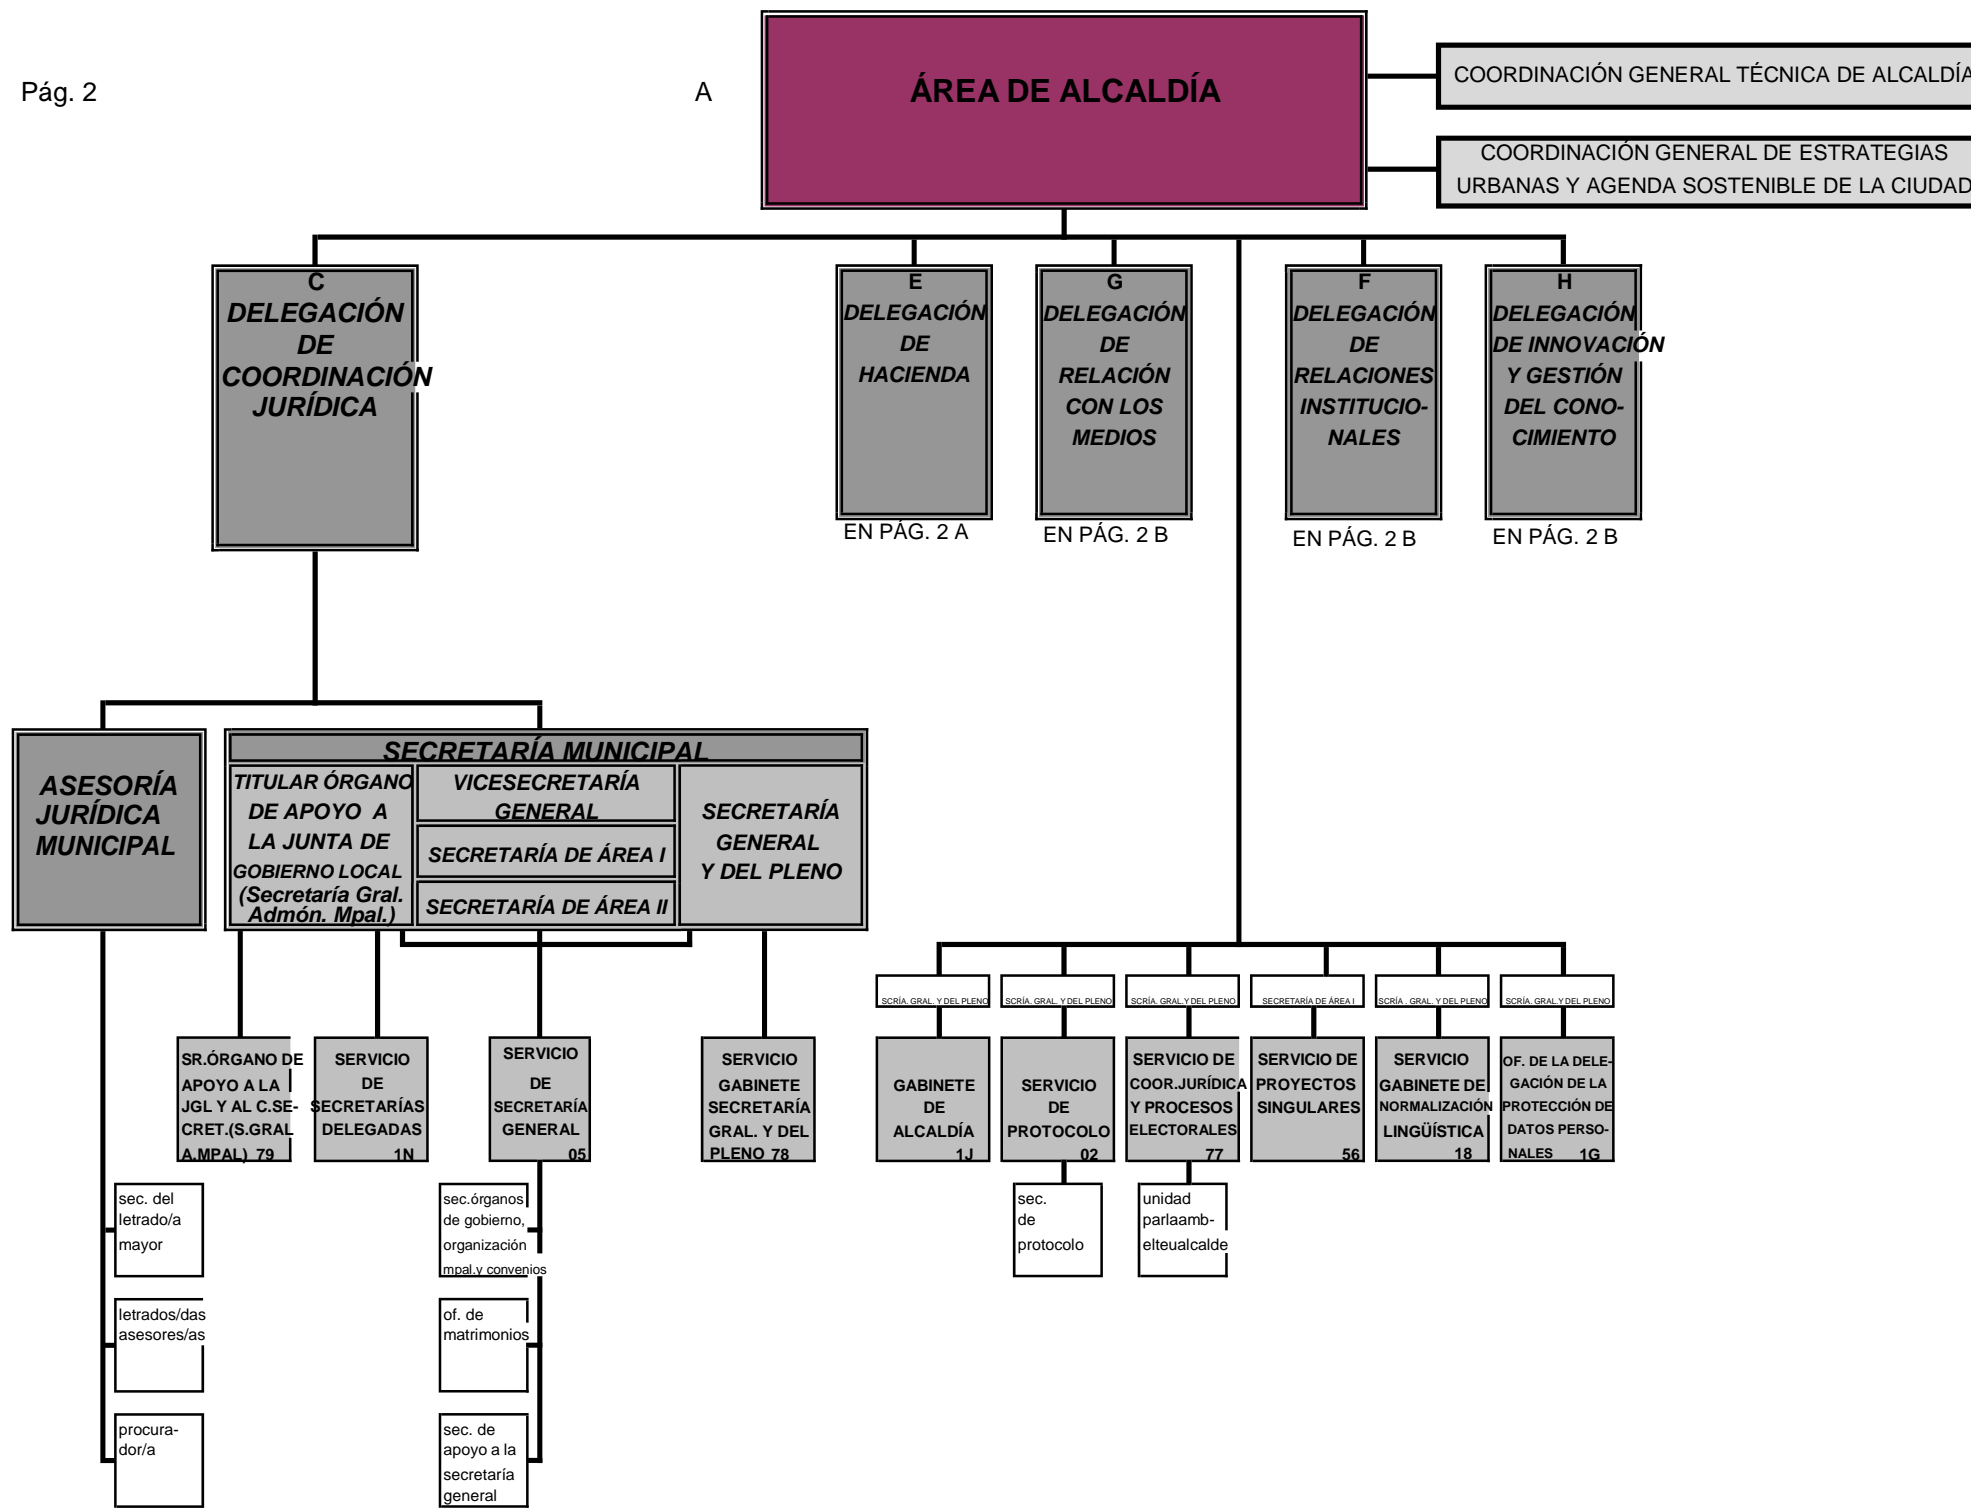 Pág. 2
A
ÁREA DE ALCALDÍA
COORDINACIÓN GENERAL TÉCNICA DE ALCALDÍA
COORDINACIÓN GENERAL DE ESTRATEGIAS
URBANAS Y AGENDA SOSTENIBLE DE LA CIUDAD
C
DELEGACIÓN
DE
COORDINACIÓN
JURÍDICA
E
DELEGACIÓN
DE
HACIENDA
EN PÁG. 2 A
G
DELEGACIÓN
DE
RELACIÓN
CON LOS
MEDIOS
EN PÁG. 2 B
F
DELEGACIÓN
DE
RELACIONES
INSTITUCIO-
NALES
EN PÁG. 2 B
H
DELEGACIÓN
DE INNOVACIÓN
Y GESTIÓN
DEL CONO-
CIMIENTO
EN PÁG. 2 B
ASESORÍA
JURÍDICA
MUNICIPAL
SECRETARÍA MUNICIPAL
TITULAR ÓRGANO
DE APOYO A
LA JUNTA DE
GOBIERNO LOCAL
(Secretaría Gral.
Admón. Mpal.)
VICESECRETARÍA
GENERAL
SECRETARÍA DE ÁREA I
SECRETARÍA DE ÁREA II
SECRETARÍA
GENERAL
Y DEL PLENO
SCRÍA. GRAL. Y DEL PLENO
SCRÍA. GRAL. Y DEL PLENO
SCRÍA. GRAL.Y DEL PLENO
SECRETARÍA DE ÁREA I
SCRÍA . GRAL. Y DEL PLENO
SCRÍA. GRAL.Y DEL PLENO
SR.ÓRGANO DE
APOYO A LA
JGL Y AL C.SE-
CRET.(S.GRAL
A.MPAL) 79
SERVICIO
DE
SECRETARÍAS
DELEGADAS
1N
SERVICIO
DE
SECRETARÍA
GENERAL
05
SERVICIO
GABINETE
SECRETARÍA
GRAL. Y DEL
PLENO 78
GABINETE
DE
ALCALDÍA
1J
SERVICIO
DE
PROTOCOLO
02
SERVICIO DE
COOR.JURÍDICA
Y PROCESOS
ELECTORALES
77
SERVICIO DE
PROYECTOS
SINGULARES
56
SERVICIO
GABINETE DE
NORMALIZACIÓN
LINGÜÍSTICA
18
OF. DE LA DELE-
GACIÓN DE LA
PROTECCIÓN DE
DATOS PERSO-
NALES 1G
sec. del
letrado/a
mayor
letrados/das
asesores/as
procura-
dor/a
sec.órganos
de gobierno,
organización
mpal.y convenios
of. de
matrimonios
sec. de
apoyo a la
secretaría
general
sec.
de
protocolo
unidad
parlaamb-
elteualcalde